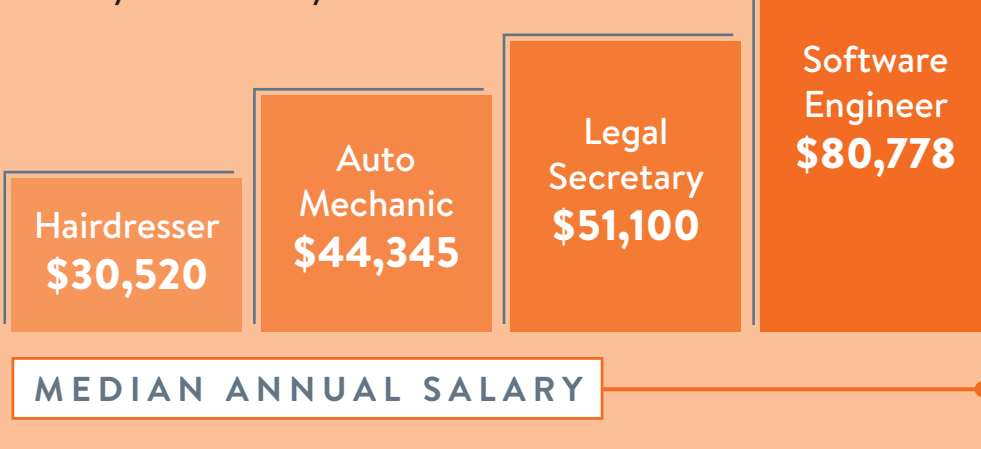 Hairdresser
$30,520
Auto
Mechanic
$44,345
Legal
Secretary
$51,100
Software
Engineer
$80,778
MEDIAN ANNUAL SALARY